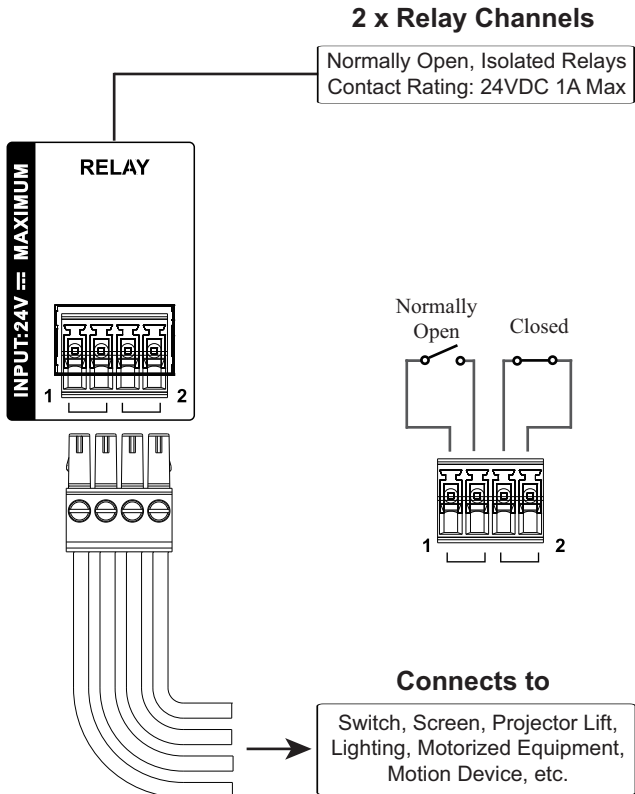 2 x Relay Channels
Normally Open, Isolated Relays
Contact Rating: 24VDC 1A Max
RELAY
INPUT:24V ⎓ MAXIMUM
1 2
Normally
Open
Closed
1 2
Connects to
Switch, Screen, Projector Lift,
Lighting, Motorized Equipment,
Motion Device, etc.